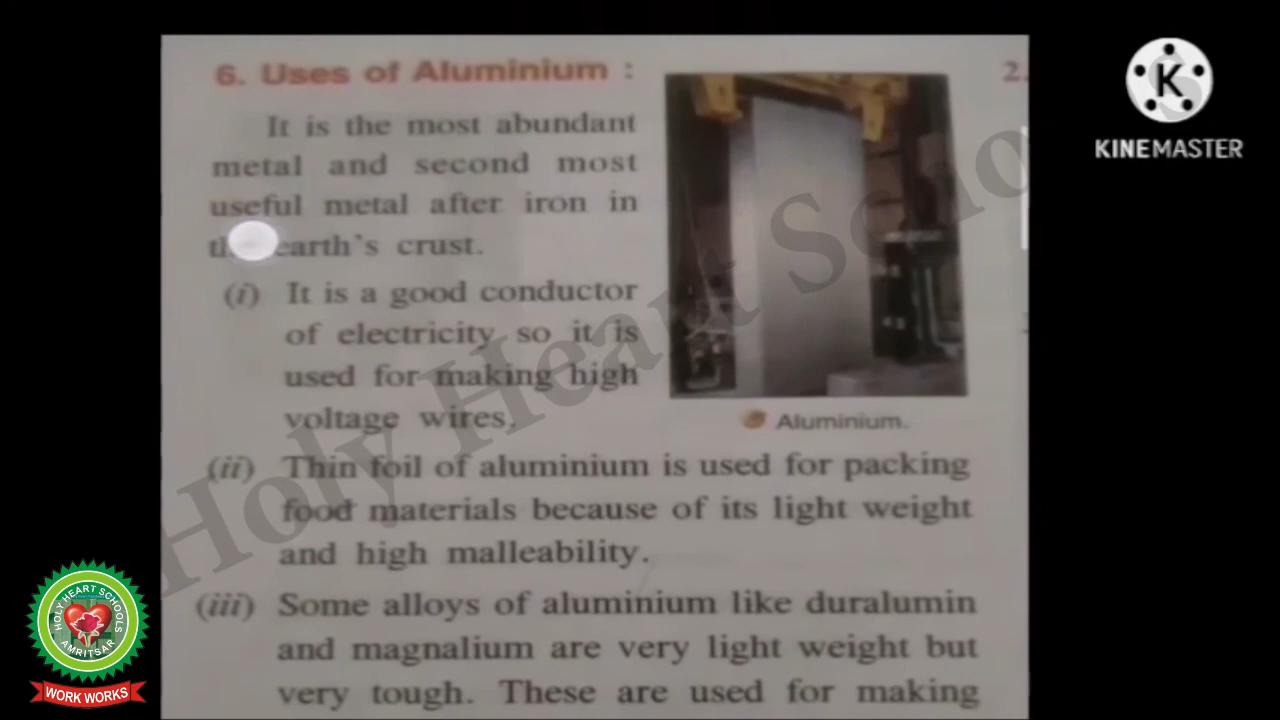 6. Uses of Aluminium :
It is the most abundant
metal and second most
useful metal after iron in
earth's crust.
(i) It is a good conductor
of electricity so it is
used for making high
voltage wires.
Aluminium.
(ii) Thin foil of aluminium is used for packing
food materials because of its light weight
and high malleability.
(iii) Some alloys of aluminium like duralumin
and magnalium are very light weight but
very tough. These are used for making
2.
K
KINEMASTER
Holy Heart Schools
HOLY HEART SCHOOLS
AMRITSAR
WORK WORKS